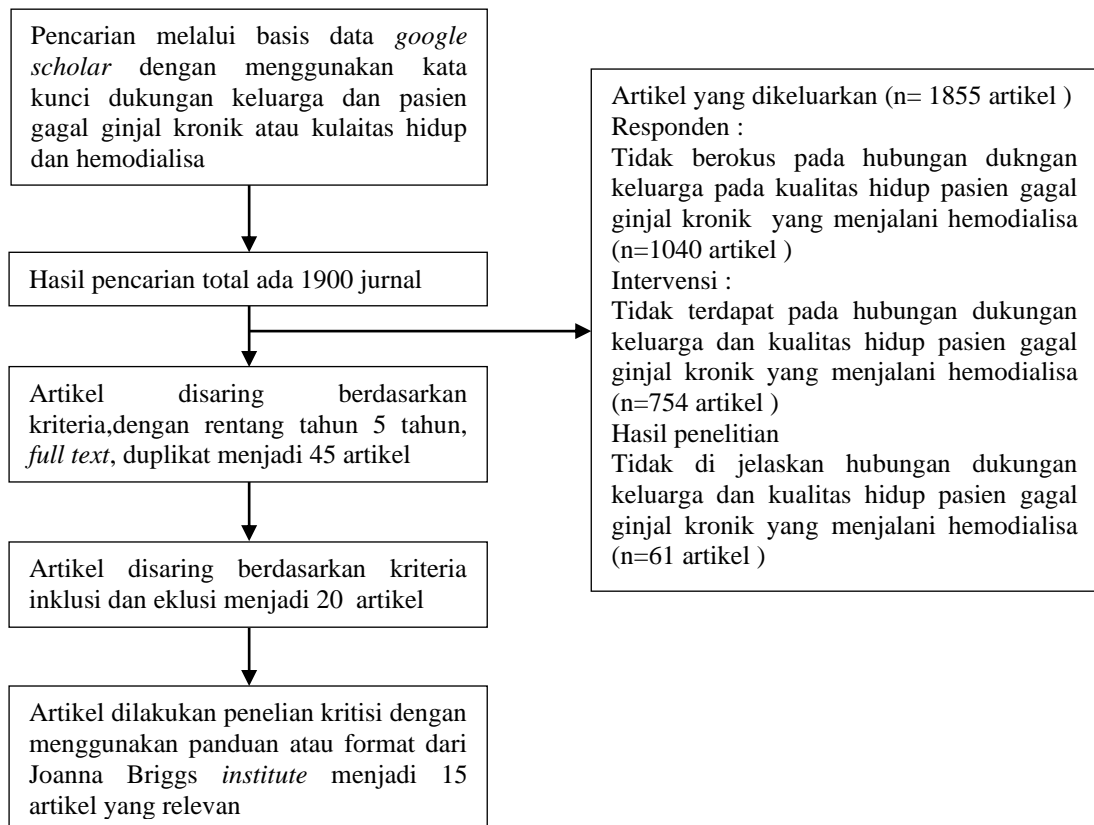 Pencarian melalui basis data google
scholar dengan menggunakan kata
kunci dukungan keluarga dan pasien
gagal ginjal kronik atau kulaitas hidup
dan hemodialisa
Hasil pencarian total ada 1900 jurnal
Artikel yang dikeluarkan (n= 1855 artikel )
Responden :
Tidak berokus pada hubungan dukngan
keluarga pada kualitas hidup pasien gagal
ginjal kronik yang menjalani hemodialisa
(n=1040 artikel )
Intervensi :
Tidak terdapat pada hubungan dukungan
keluarga dan kualitas hidup pasien gagal
ginjal kronik yang menjalani hemodialisa
(n=754 artikel )
Hasil penelitian
Tidak di jelaskan hubungan dukungan
keluarga dan kualitas hidup pasien gagal
ginjal kronik yang menjalani hemodialisa
(n=61 artikel )
Artikel disaring berdasarkan
kriteria,dengan rentang tahun 5 tahun,
full text, duplikat menjadi 45 artikel
Artikel disaring berdasarkan kriteria
inklusi dan eklusi menjadi 20 artikel
Artikel dilakukan penelian kritisi dengan
menggunakan panduan atau format dari
Joanna Briggs institute menjadi 15
artikel yang relevan